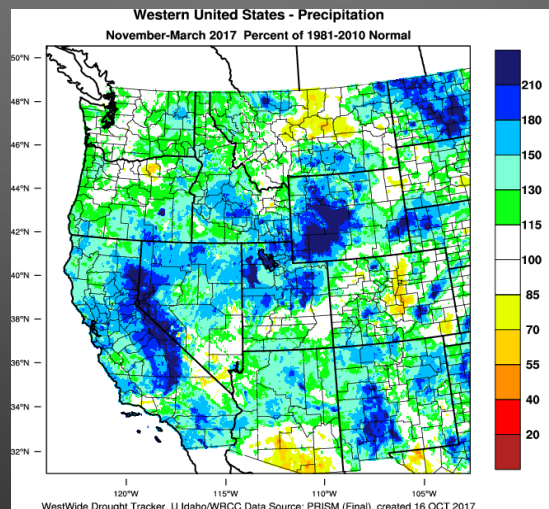 Western United States - Precipitation
November-March 2017 Percent of 1981-2010 Normal
50°N
48°N
46°N
44°N
42°N
40°N
38°N
36°N
34°N
32°N
120°W
115°W
110°W
105°W
210
180
150
130
115
100
85
70
55
40
20
WestWide Drought Tracker, U Idaho/WRCC Data Source: PRISM (Final), created 16 OCT 2017